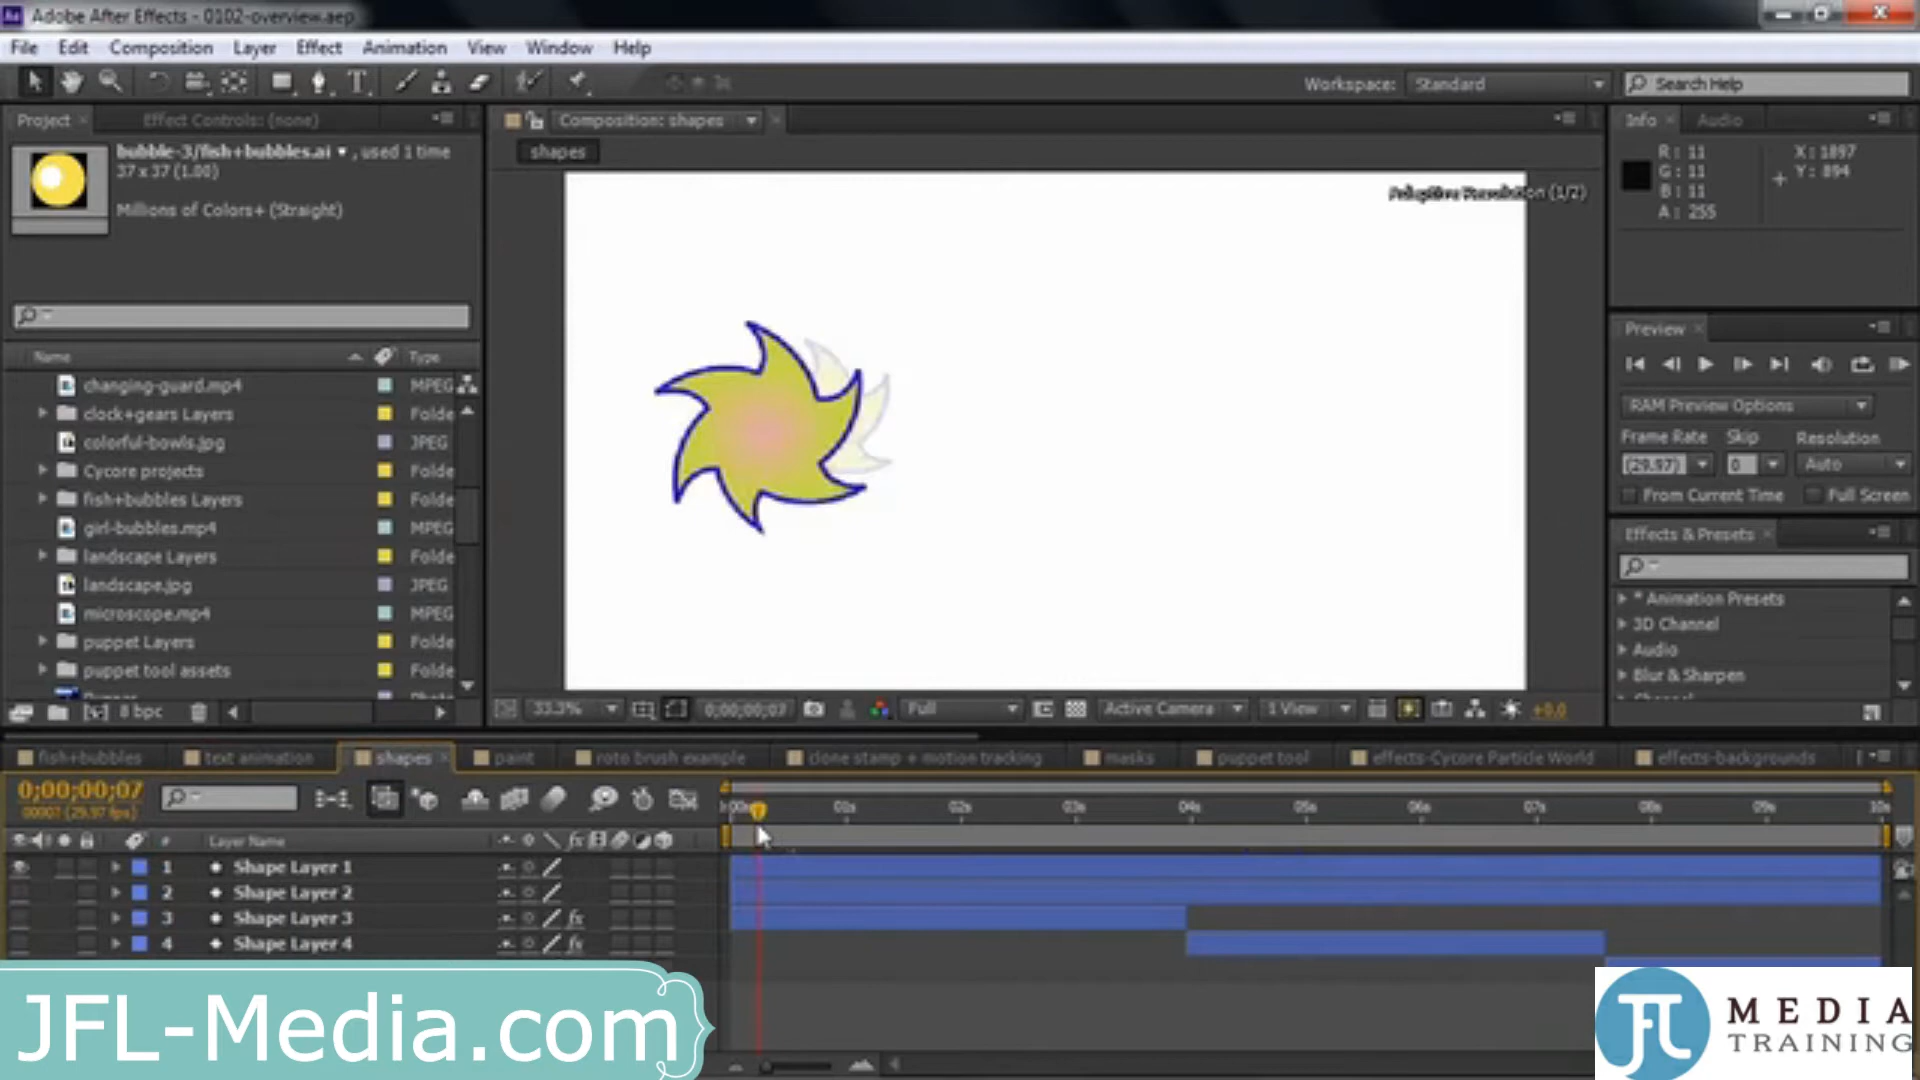 Adobe After Effects - 0102-overview.aep
File Edit Composition Layer Effect Animation View Window Help
Workspace: Standard Search Help
Project Effect Controls: (none) Composition: shapes Info Audio
bubble-3/fish+bubbles.ai , used 1 time
37 x 37 (1.00)
Millions of Colors+ (Straight)
shapes
Adaptive Resolution (1/2)
R: 11 X: 1897
G: 11 Y: 894
B: 11
A: 255
Name Type
changing-guard.mp4 MPEG
clock+gears Layers Folde
colorful-bowls.jpg JPEG
Cycore projects Folde
fish+bubbles Layers Folde
girl-bubbles.mp4 MPEG
landscape Layers Folde
landscape.jpg JPEG
microscope.mp4 MPEG
puppet Layers Folde
puppet tool assets Folde
8 bpc
Preview
RAM Preview Options
Frame Rate Skip Resolution
(29.97) 0 Auto
From Current Time Full Screen
Effects & Presets
* Animation Presets
3D Channel
Audio
Blur & Sharpen
33.3% 0;00;00;07 Full Active Camera 1 View +0.0
fish+bubbles text animation shapes paint roto brush example clone stamp + motion tracking masks puppet tool effects-Cycore Particle World effects-backgrounds
0;00;00;07
00007 (29.97 fps)
:00s 01s 02s 03s 04s 05s 06s 07s 08s 09s 10s
# Layer Name fx
1 Shape Layer 1
2 Shape Layer 2
3 Shape Layer 3 fx
4 Shape Layer 4 fx
JFL-Media.com
JFL MEDIA
TRAINING